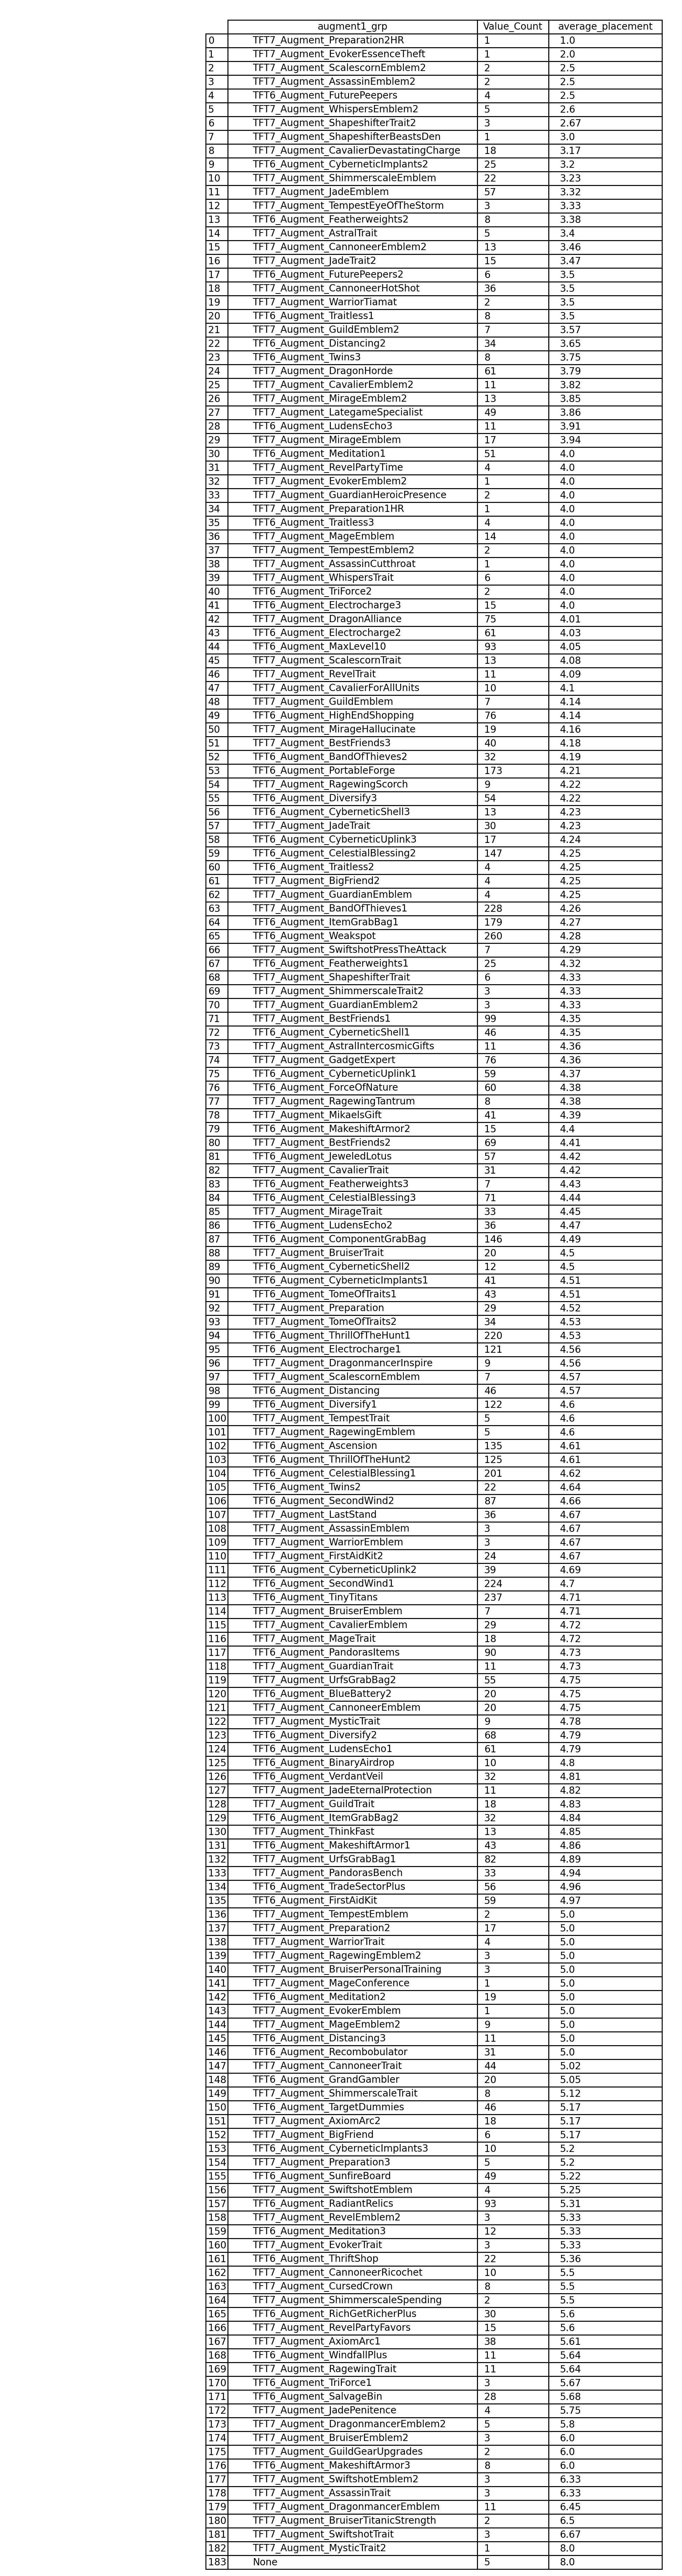 augment1_grp Value_Count average_placement
0 TFT7_Augment_Preparation2HR 1 1.0
1 TFT7_Augment_EvokerEssenceTheft 1 2.0
2 TFT7_Augment_ScalescornEmblem2 2 2.5
3 TFT7_Augment_AssassinEmblem2 2 2.5
4 TFT6_Augment_FuturePeepers 4 2.5
5 TFT7_Augment_WhispersEmblem2 5 2.6
6 TFT7_Augment_ShapeshifterTrait2 3 2.67
7 TFT7_Augment_ShapeshifterBeastsDen 1 3.0
8 TFT7_Augment_CavalierDevastatingCharge 18 3.17
9 TFT6_Augment_CyberneticImplants2 25 3.2
10 TFT7_Augment_ShimmerscaleEmblem 22 3.23
11 TFT7_Augment_JadeEmblem 57 3.32
12 TFT7_Augment_TempestEyeOfTheStorm 3 3.33
13 TFT6_Augment_Featherweights2 8 3.38
14 TFT7_Augment_AstralTrait 5 3.4
15 TFT7_Augment_CannoneerEmblem2 13 3.46
16 TFT7_Augment_JadeTrait2 15 3.47
17 TFT6_Augment_FuturePeepers2 6 3.5
18 TFT7_Augment_CannoneerHotShot 36 3.5
19 TFT7_Augment_WarriorTiamat 2 3.5
20 TFT6_Augment_Traitless1 8 3.5
21 TFT7_Augment_GuildEmblem2 7 3.57
22 TFT6_Augment_Distancing2 34 3.65
23 TFT6_Augment_Twins3 8 3.75
24 TFT7_Augment_DragonHorde 61 3.79
25 TFT7_Augment_CavalierEmblem2 11 3.82
26 TFT7_Augment_MirageEmblem2 13 3.85
27 TFT7_Augment_LategameSpecialist 49 3.86
28 TFT6_Augment_LudensEcho3 11 3.91
29 TFT7_Augment_MirageEmblem 17 3.94
30 TFT6_Augment_Meditation1 51 4.0
31 TFT7_Augment_RevelPartyTime 4 4.0
32 TFT7_Augment_EvokerEmblem2 1 4.0
33 TFT7_Augment_GuardianHeroicPresence 2 4.0
34 TFT7_Augment_Preparation1HR 1 4.0
35 TFT6_Augment_Traitless3 4 4.0
36 TFT7_Augment_MageEmblem 14 4.0
37 TFT7_Augment_TempestEmblem2 2 4.0
38 TFT7_Augment_AssassinCutthroat 1 4.0
39 TFT7_Augment_WhispersTrait 6 4.0
40 TFT6_Augment_TriForce2 2 4.0
41 TFT6_Augment_Electrocharge3 15 4.0
42 TFT7_Augment_DragonAlliance 75 4.01
43 TFT6_Augment_Electrocharge2 61 4.03
44 TFT6_Augment_MaxLevel10 93 4.05
45 TFT7_Augment_ScalescornTrait 13 4.08
46 TFT7_Augment_RevelTrait 11 4.09
47 TFT7_Augment_CavalierForAllUnits 10 4.1
48 TFT7_Augment_GuildEmblem 7 4.14
49 TFT6_Augment_HighEndShopping 76 4.14
50 TFT7_Augment_MirageHallucinate 19 4.16
51 TFT7_Augment_BestFriends3 40 4.18
52 TFT6_Augment_BandOfThieves2 32 4.19
53 TFT6_Augment_PortableForge 173 4.21
54 TFT7_Augment_RagewingScorch 9 4.22
55 TFT6_Augment_Diversify3 54 4.22
56 TFT6_Augment_CyberneticShell3 13 4.23
57 TFT7_Augment_JadeTrait 30 4.23
58 TFT6_Augment_CyberneticUplink3 17 4.24
59 TFT6_Augment_CelestialBlessing2 147 4.25
60 TFT6_Augment_Traitless2 4 4.25
61 TFT7_Augment_BigFriend2 4 4.25
62 TFT7_Augment_GuardianEmblem 4 4.25
63 TFT7_Augment_BandOfThieves1 228 4.26
64 TFT6_Augment_ItemGrabBag1 179 4.27
65 TFT6_Augment_Weakspot 260 4.28
66 TFT7_Augment_SwiftshotPressTheAttack 7 4.29
67 TFT6_Augment_Featherweights1 25 4.32
68 TFT7_Augment_ShapeshifterTrait 6 4.33
69 TFT7_Augment_ShimmerscaleTrait2 3 4.33
70 TFT7_Augment_GuardianEmblem2 3 4.33
71 TFT7_Augment_BestFriends1 99 4.35
72 TFT6_Augment_CyberneticShell1 46 4.35
73 TFT7_Augment_AstralIntercosmicGifts 11 4.36
74 TFT7_Augment_GadgetExpert 76 4.36
75 TFT6_Augment_CyberneticUplink1 59 4.37
76 TFT6_Augment_ForceOfNature 60 4.38
77 TFT7_Augment_RagewingTantrum 8 4.38
78 TFT7_Augment_MikaelsGift 41 4.39
79 TFT6_Augment_MakeshiftArmor2 15 4.4
80 TFT7_Augment_BestFriends2 69 4.41
81 TFT6_Augment_JeweledLotus 57 4.42
82 TFT7_Augment_CavalierTrait 31 4.42
83 TFT6_Augment_Featherweights3 7 4.43
84 TFT6_Augment_CelestialBlessing3 71 4.44
85 TFT7_Augment_MirageTrait 33 4.45
86 TFT6_Augment_LudensEcho2 36 4.47
87 TFT6_Augment_ComponentGrabBag 146 4.49
88 TFT7_Augment_BruiserTrait 20 4.5
89 TFT6_Augment_CyberneticShell2 12 4.5
90 TFT6_Augment_CyberneticImplants1 41 4.51
91 TFT6_Augment_TomeOfTraits1 43 4.51
92 TFT7_Augment_Preparation 29 4.52
93 TFT7_Augment_TomeOfTraits2 34 4.53
94 TFT6_Augment_ThrillOfTheHunt1 220 4.53
95 TFT6_Augment_Electrocharge1 121 4.56
96 TFT7_Augment_DragonmancerInspire 9 4.56
97 TFT7_Augment_ScalescornEmblem 7 4.57
98 TFT6_Augment_Distancing 46 4.57
99 TFT6_Augment_Diversify1 122 4.6
100 TFT7_Augment_TempestTrait 5 4.6
101 TFT7_Augment_RagewingEmblem 5 4.6
102 TFT6_Augment_Ascension 135 4.61
103 TFT6_Augment_ThrillOfTheHunt2 125 4.61
104 TFT6_Augment_CelestialBlessing1 201 4.62
105 TFT6_Augment_Twins2 22 4.64
106 TFT6_Augment_SecondWind2 87 4.66
107 TFT7_Augment_LastStand 36 4.67
108 TFT7_Augment_AssassinEmblem 3 4.67
109 TFT7_Augment_WarriorEmblem 3 4.67
110 TFT6_Augment_FirstAidKit2 24 4.67
111 TFT6_Augment_CyberneticUplink2 39 4.69
112 TFT6_Augment_SecondWind1 224 4.7
113 TFT6_Augment_TinyTitans 237 4.71
114 TFT7_Augment_BruiserEmblem 7 4.71
115 TFT7_Augment_CavalierEmblem 29 4.72
116 TFT7_Augment_MageTrait 18 4.72
117 TFT6_Augment_PandorasItems 90 4.73
118 TFT7_Augment_GuardianTrait 11 4.73
119 TFT7_Augment_UrfsGrabBag2 55 4.75
120 TFT6_Augment_BlueBattery2 20 4.75
121 TFT7_Augment_CannoneerEmblem 20 4.75
122 TFT7_Augment_MysticTrait 9 4.78
123 TFT6_Augment_Diversify2 68 4.79
124 TFT6_Augment_LudensEcho1 61 4.79
125 TFT6_Augment_BinaryAirdrop 10 4.8
126 TFT6_Augment_VerdantVeil 32 4.81
127 TFT7_Augment_JadeEternalProtection 11 4.82
128 TFT7_Augment_GuildTrait 18 4.83
129 TFT6_Augment_ItemGrabBag2 32 4.84
130 TFT7_Augment_ThinkFast 13 4.85
131 TFT6_Augment_MakeshiftArmor1 43 4.86
132 TFT7_Augment_UrfsGrabBag1 82 4.89
133 TFT7_Augment_PandorasBench 33 4.94
134 TFT6_Augment_TradeSectorPlus 56 4.96
135 TFT6_Augment_FirstAidKit 59 4.97
136 TFT7_Augment_TempestEmblem 2 5.0
137 TFT7_Augment_Preparation2 17 5.0
138 TFT7_Augment_WarriorTrait 4 5.0
139 TFT7_Augment_RagewingEmblem2 3 5.0
140 TFT7_Augment_BruiserPersonalTraining 3 5.0
141 TFT7_Augment_MageConference 1 5.0
142 TFT6_Augment_Meditation2 19 5.0
143 TFT7_Augment_EvokerEmblem 1 5.0
144 TFT7_Augment_MageEmblem2 9 5.0
145 TFT6_Augment_Distancing3 11 5.0
146 TFT6_Augment_Recombobulator 31 5.0
147 TFT7_Augment_CannoneerTrait 44 5.02
148 TFT6_Augment_GrandGambler 20 5.05
149 TFT7_Augment_ShimmerscaleTrait 8 5.12
150 TFT6_Augment_TargetDummies 46 5.17
151 TFT7_Augment_AxiomArc2 18 5.17
152 TFT7_Augment_BigFriend 6 5.17
153 TFT6_Augment_CyberneticImplants3 10 5.2
154 TFT7_Augment_Preparation3 5 5.2
155 TFT6_Augment_SunfireBoard 49 5.22
156 TFT7_Augment_SwiftshotEmblem 4 5.25
157 TFT6_Augment_RadiantRelics 93 5.31
158 TFT7_Augment_RevelEmblem2 3 5.33
159 TFT6_Augment_Meditation3 12 5.33
160 TFT7_Augment_EvokerTrait 3 5.33
161 TFT6_Augment_ThriftShop 22 5.36
162 TFT7_Augment_CannoneerRicochet 10 5.5
163 TFT7_Augment_CursedCrown 8 5.5
164 TFT7_Augment_ShimmerscaleSpending 2 5.5
165 TFT6_Augment_RichGetRicherPlus 30 5.6
166 TFT7_Augment_RevelPartyFavors 15 5.6
167 TFT7_Augment_AxiomArc1 38 5.61
168 TFT6_Augment_WindfallPlus 11 5.64
169 TFT7_Augment_RagewingTrait 11 5.64
170 TFT6_Augment_TriForce1 3 5.67
171 TFT6_Augment_SalvageBin 28 5.68
172 TFT7_Augment_JadePenitence 4 5.75
173 TFT7_Augment_DragonmancerEmblem2 5 5.8
174 TFT7_Augment_BruiserEmblem2 3 6.0
175 TFT7_Augment_GuildGearUpgrades 2 6.0
176 TFT6_Augment_MakeshiftArmor3 8 6.0
177 TFT7_Augment_SwiftshotEmblem2 3 6.33
178 TFT7_Augment_AssassinTrait 3 6.33
179 TFT7_Augment_DragonmancerEmblem 11 6.45
180 TFT7_Augment_BruiserTitanicStrength 2 6.5
181 TFT7_Augment_SwiftshotTrait 3 6.67
182 TFT7_Augment_MysticTrait2 1 8.0
183 None 5 8.0